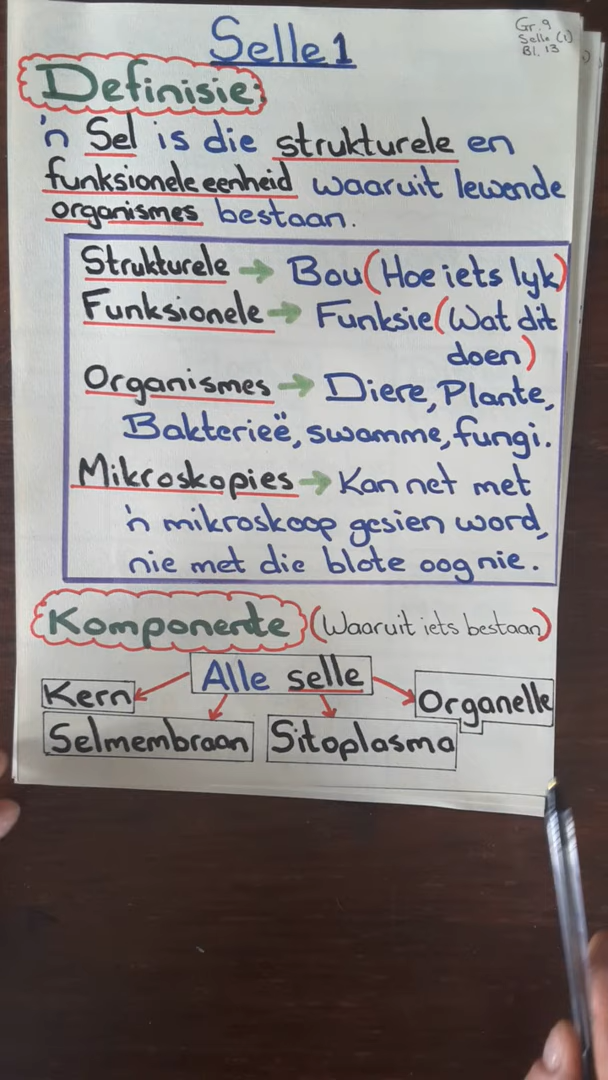 Selle 1
Gr. 9
Selle (1)
Bl. 13
Definisie:
'n Sel is die strukturele en
funksionele eenheid waaruit lewende
organismes bestaan.
Strukturele → Bou (Hoe iets lyk)
Funksionele → Funksie (Wat dit
doen)
Organismes → Diere, Plante,
Bakterieë, swamme, fungi.
Mikroskopies → Kan net met
'n mikroskoop gesien word,
nie met die blote oog nie.
Komponente (Waaruit iets bestaan)
Alle selle
Kern
Organelle
Selmembraan
Sitoplasma